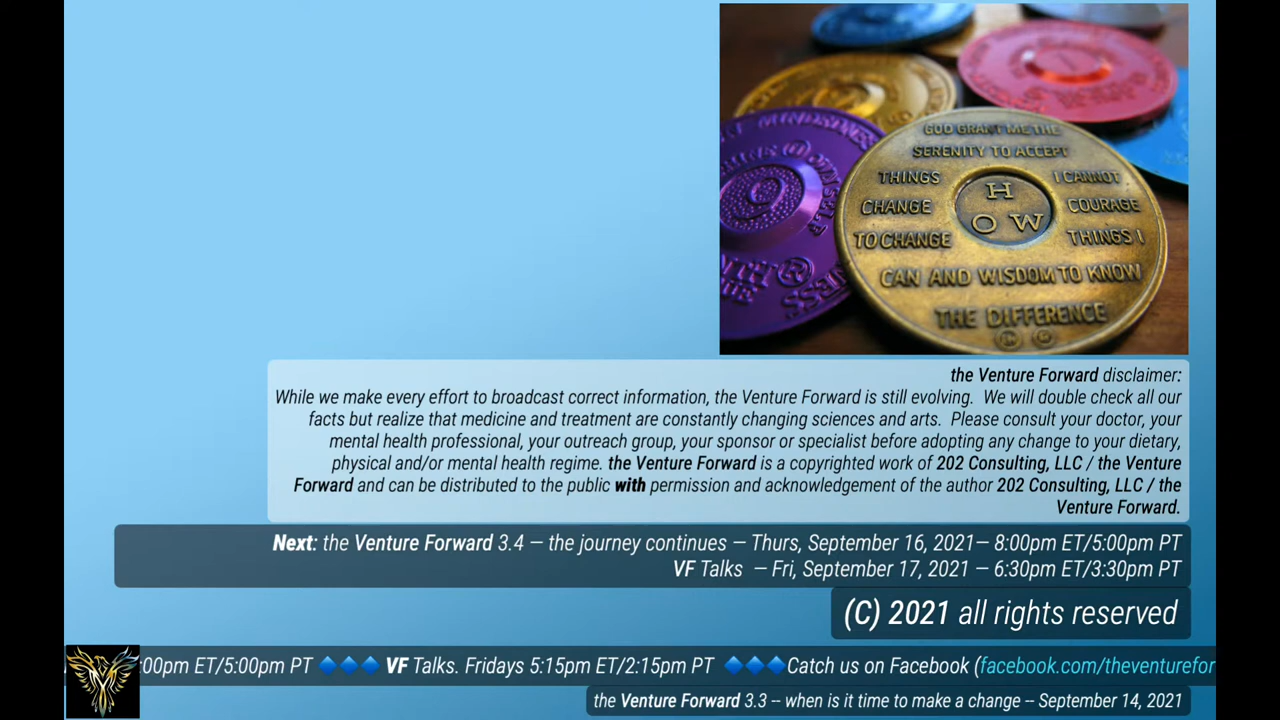 GOD GRANT ME THE
SERENITY TO ACCEPT
THINGS I CANNOT
CHANGE COURAGE
TO CHANGE THINGS I
CAN AND WISDOM TO KNOW
THE DIFFERENCE
H
O W
the Venture Forward disclaimer:
While we make every effort to broadcast correct information, the Venture Forward is still evolving. We will double check all our
facts but realize that medicine and treatment are constantly changing sciences and arts. Please consult your doctor, your
mental health professional, your outreach group, your sponsor or specialist before adopting any change to your dietary,
physical and/or mental health regime. the Venture Forward is a copyrighted work of 202 Consulting, LLC / the Venture
Forward and can be distributed to the public with permission and acknowledgement of the author 202 Consulting, LLC / the
Venture Forward.
Next: the Venture Forward 3.4 — the journey continues — Thurs, September 16, 2021— 8:00pm ET/5:00pm PT
VF Talks — Fri, September 17, 2021 — 6:30pm ET/3:30pm PT
(C) 2021 all rights reserved
:00pm ET/5:00pm PT 🔷🔷🔷 VF Talks. Fridays 5:15pm ET/2:15pm PT 🔷🔷🔷Catch us on Facebook (facebook.com/theventurefor
the Venture Forward 3.3 -- when is it time to make a change -- September 14, 2021